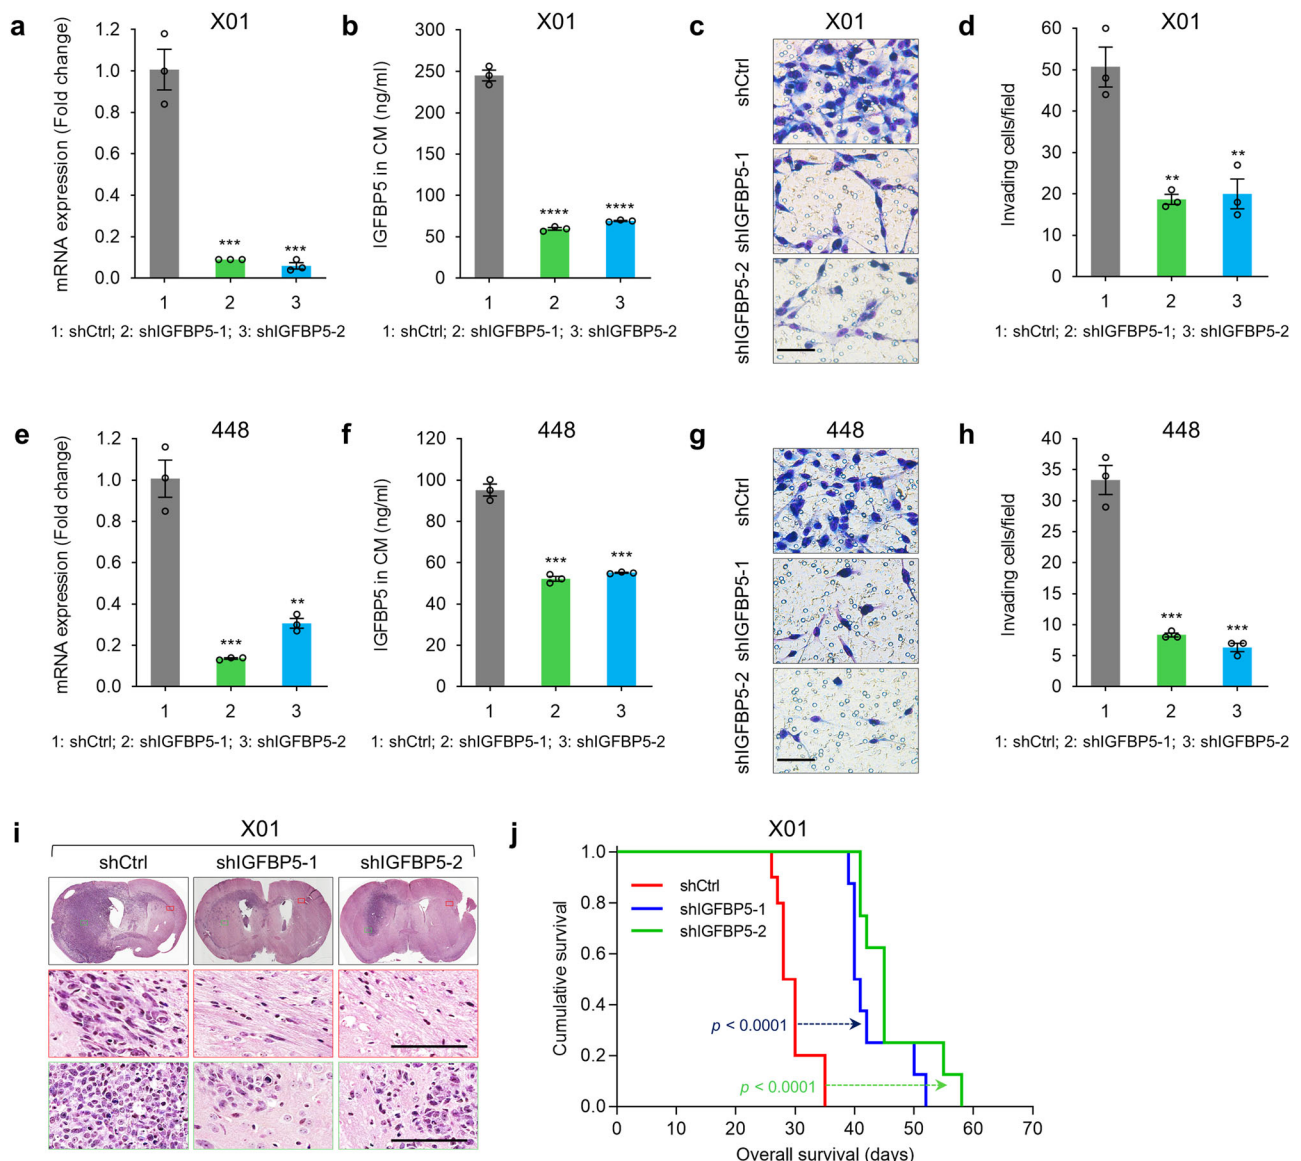 a
X01
mRNA expression (Fold change)
1.2
1.0
0.8
0.6
0.4
0.2
0.0
***
***
1
2
3
1: shCtrl; 2: shIGFBP5-1; 3: shIGFBP5-2
b
X01
IGFBP5 in CM (ng/ml)
300
250
200
150
100
50
0
****
****
1
2
3
1: shCtrl; 2: shIGFBP5-1; 3: shIGFBP5-2
c
X01
shCtrl
shIGFBP5-1
shIGFBP5-2
d
Invading cells/field
60
50
40
30
20
10
0
**
**
1
2
3
1: shCtrl; 2: shIGFBP5-1; 3: shIGFBP5-2
e
448
mRNA expression (Fold change)
1.2
1.0
0.8
0.6
0.4
0.2
0.0
***
**
1
2
3
1: shCtrl; 2: shIGFBP5-1; 3: shIGFBP5-2
f
448
IGFBP5 in CM (ng/ml)
120
100
80
60
40
20
0
***
***
1
2
3
1: shCtrl; 2: shIGFBP5-1; 3: shIGFBP5-2
g
448
shCtrl
shIGFBP5-1
shIGFBP5-2
h
448
Invading cells/field
40
35
30
25
20
15
10
5
0
***
***
1
2
3
1: shCtrl; 2: shIGFBP5-1; 3: shIGFBP5-2
i
X01
shCtrl
shIGFBP5-1
shIGFBP5-2
j
X01
Cumulative survival
1.0
0.8
0.6
0.4
0.2
0.0
shCtrl
shIGFBP5-1
shIGFBP5-2
p < 0.0001
p < 0.0001
0
20
30
40
50
60
70
Overall survival (days)